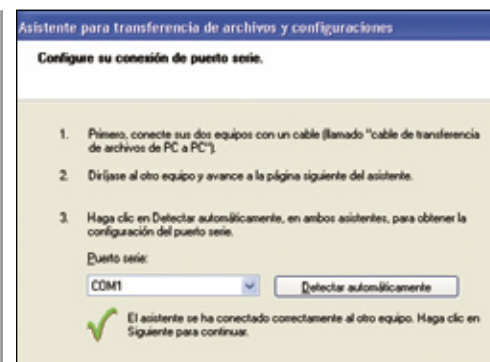 Asistente para transferencia de archivos y configuraciones
Configure su conexión de puerto serie.
1. Primero, conecte sus dos equipos con un cable (llamado "cable de transferencia
de archivos de PC a PC").
2. Diríjase al otro equipo y avance a la página siguiente del asistente.
3. Haga clic en Detectar automáticamente, en ambos asistentes, para obtener la
configuración del puerto serie.
Puerto serie:
COM1 Detectar automáticamente
El asistente se ha conectado correctamente al otro equipo. Haga clic en
Siguiente para continuar.